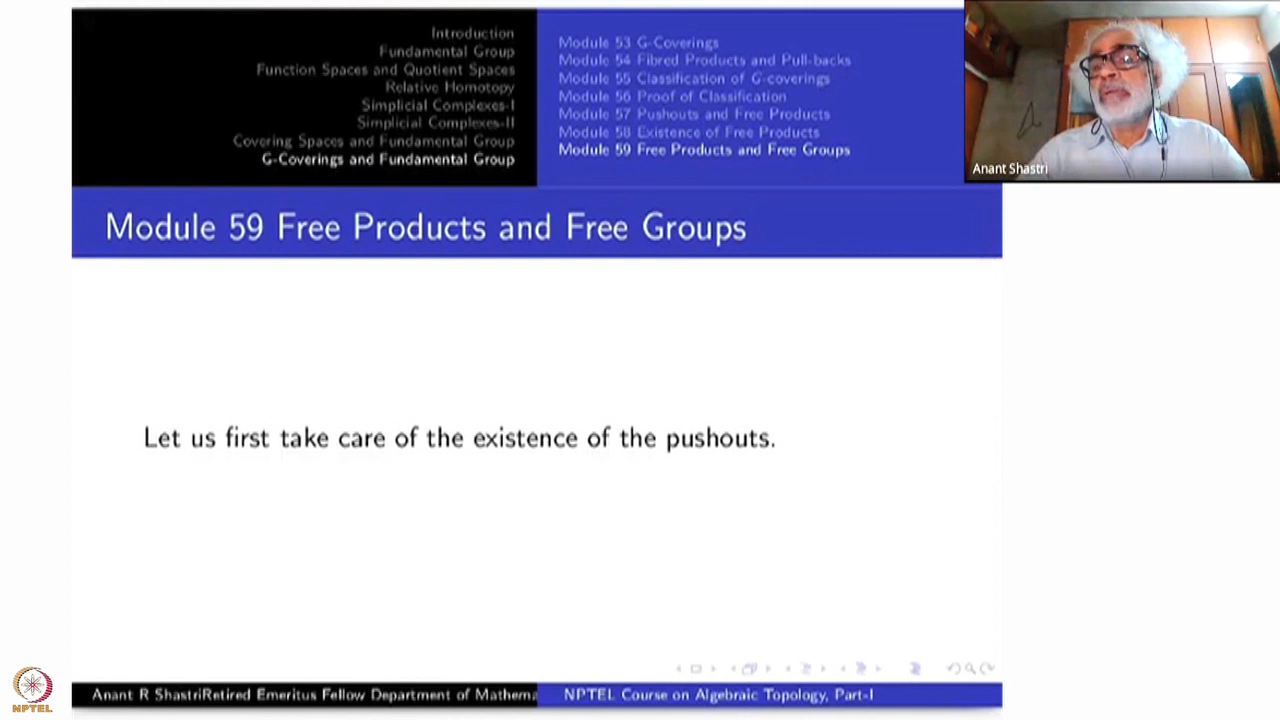 Introduction
Fundamental Group
Function Spaces and Quotient Spaces
Relative Homotopy
Simplicial Complexes-I
Simplicial Complexes-II
Covering Spaces and Fundamental Group
G-Coverings and Fundamental Group
Module 53 G-Coverings
Module 54 Fibred Products and Pull-backs
Module 55 Classification of G-coverings
Module 56 Proof of Classification
Module 57 Pushouts and Free Products
Module 58 Existence of Free Products
Module 59 Free Products and Free Groups
Anant Shastri
Module 59 Free Products and Free Groups
Let us first take care of the existence of the pushouts.
Anant R ShastriRetired Emeritus Fellow Department of Mathema
NPTEL Course on Algebraic Topology, Part-I
NPTEL